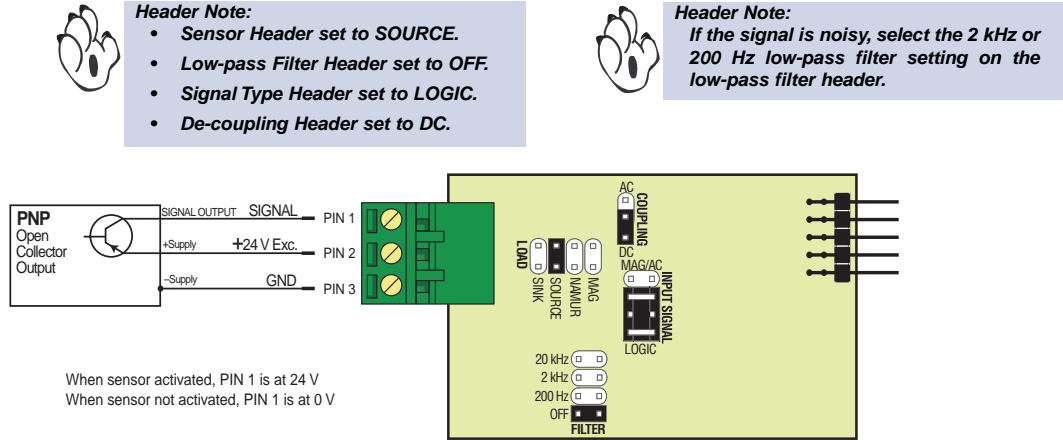 Header Note:
• Sensor Header set to SOURCE.
• Low-pass Filter Header set to OFF.
• Signal Type Header set to LOGIC.
• De-coupling Header set to DC.
Header Note:
If the signal is noisy, select the 2 kHz or
200 Hz low-pass filter setting on the
low-pass filter header.
PNP
Open
Collector
Output
SIGNAL OUTPUT SIGNAL PIN 1
+Supply +24 V Exc. PIN 2
–Supply GND PIN 3
When sensor activated, PIN 1 is at 24 V
When sensor not activated, PIN 1 is at 0 V
AC
COUPLING
DC
LOAD
SINK
SOURCE
NAMUR
MAG
MAG/AC
INPUT SIGNAL
LOGIC
20 kHz
2 kHz
200 Hz
OFF
FILTER